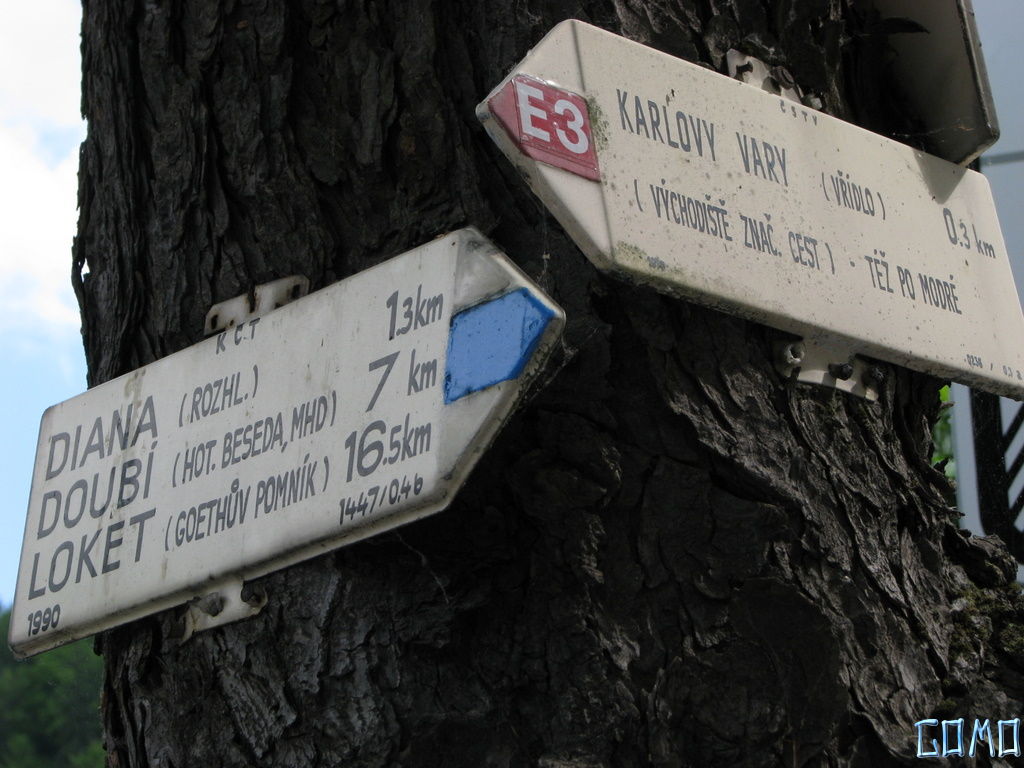 KČT
DIANA (ROZHL.) 1.3km
DOUBÍ (HOT. BESEDA, MHD) 7 km
LOKET (GOETHŮV POMNÍK) 16.5km
1990 1447/046
ČSTV
E3
KARLOVY VARY (VŘÍDLO) 0.3 km
(VÝCHODIŠTĚ ZNAČ. CEST) - TÉŽ PO MODRÉ
GOMO